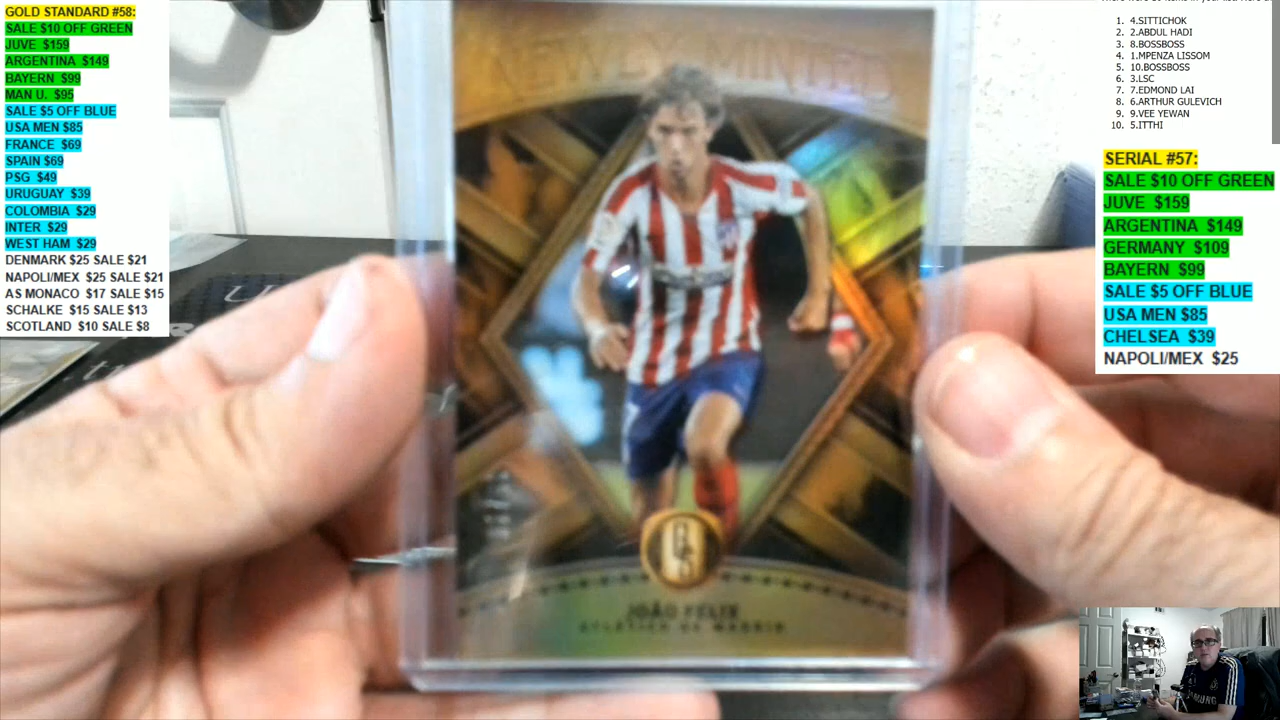 GOLD STANDARD #58:
SALE $10 OFF GREEN
JUVE $159
ARGENTINA $149
BAYERN $99
MAN U. $95
SALE $5 OFF BLUE
USA MEN $85
FRANCE $69
SPAIN $69
PSG $49
URUGUAY $39
COLOMBIA $29
INTER $29
WEST HAM $29
DENMARK $25 SALE $21
NAPOLI/MEX $25 SALE $21
AS MONACO $17 SALE $15
SCHALKE $15 SALE $13
SCOTLAND $10 SALE $8
JOÃO FELIX
ATLÉTICO DE MADRID
1. 4.SITTICHOK
2. 2.ABDUL HADI
3. 8.BOSSBOSS
4. 1.MPENZA LISSOM
5. 10.BOSSBOSS
6. 3.LSC
7. 7.EDMOND LAI
8. 6.ARTHUR GULEVICH
9. 9.VEE YEWAN
10. 5.ITTHI
SERIAL #57:
SALE $10 OFF GREEN
JUVE $159
ARGENTINA $149
GERMANY $109
BAYERN $99
SALE $5 OFF BLUE
USA MEN $85
CHELSEA $39
NAPOLI/MEX $25
SAMSUNG